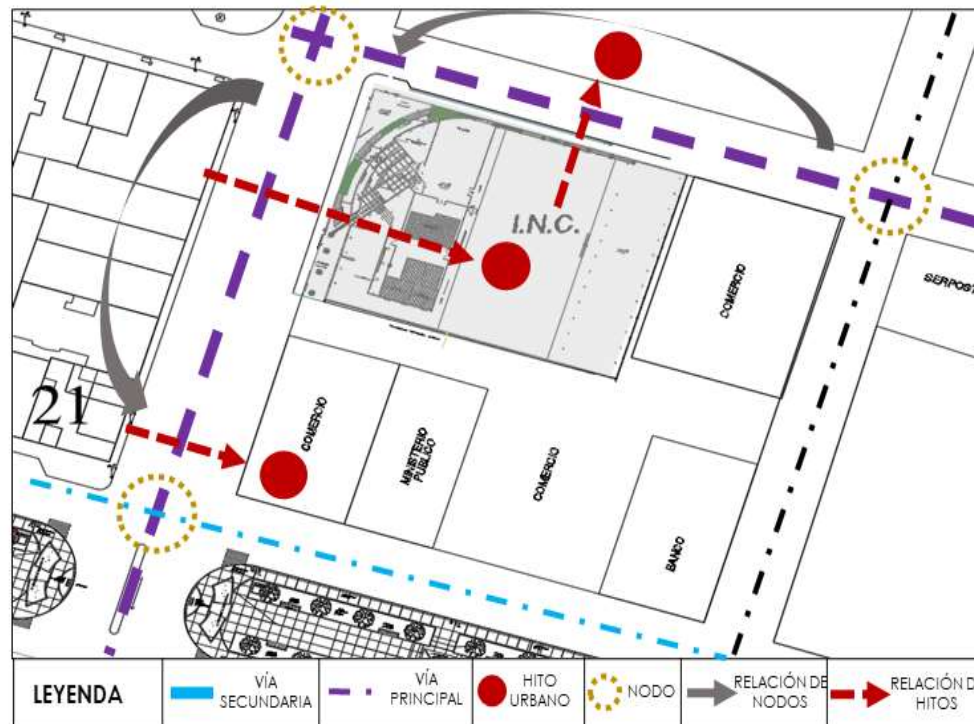 I.N.C.
COMERCIO
SERPOST
21
COMERCIO
MINISTERIO
PUBLICO
COMERCIO
BANCO
LEYENDA
VÍA
SECUNDARIA
VÍA
PRINCIPAL
HITO
URBANO
NODO
RELACIÓN DE
NODOS
RELACIÓN D
HITOS